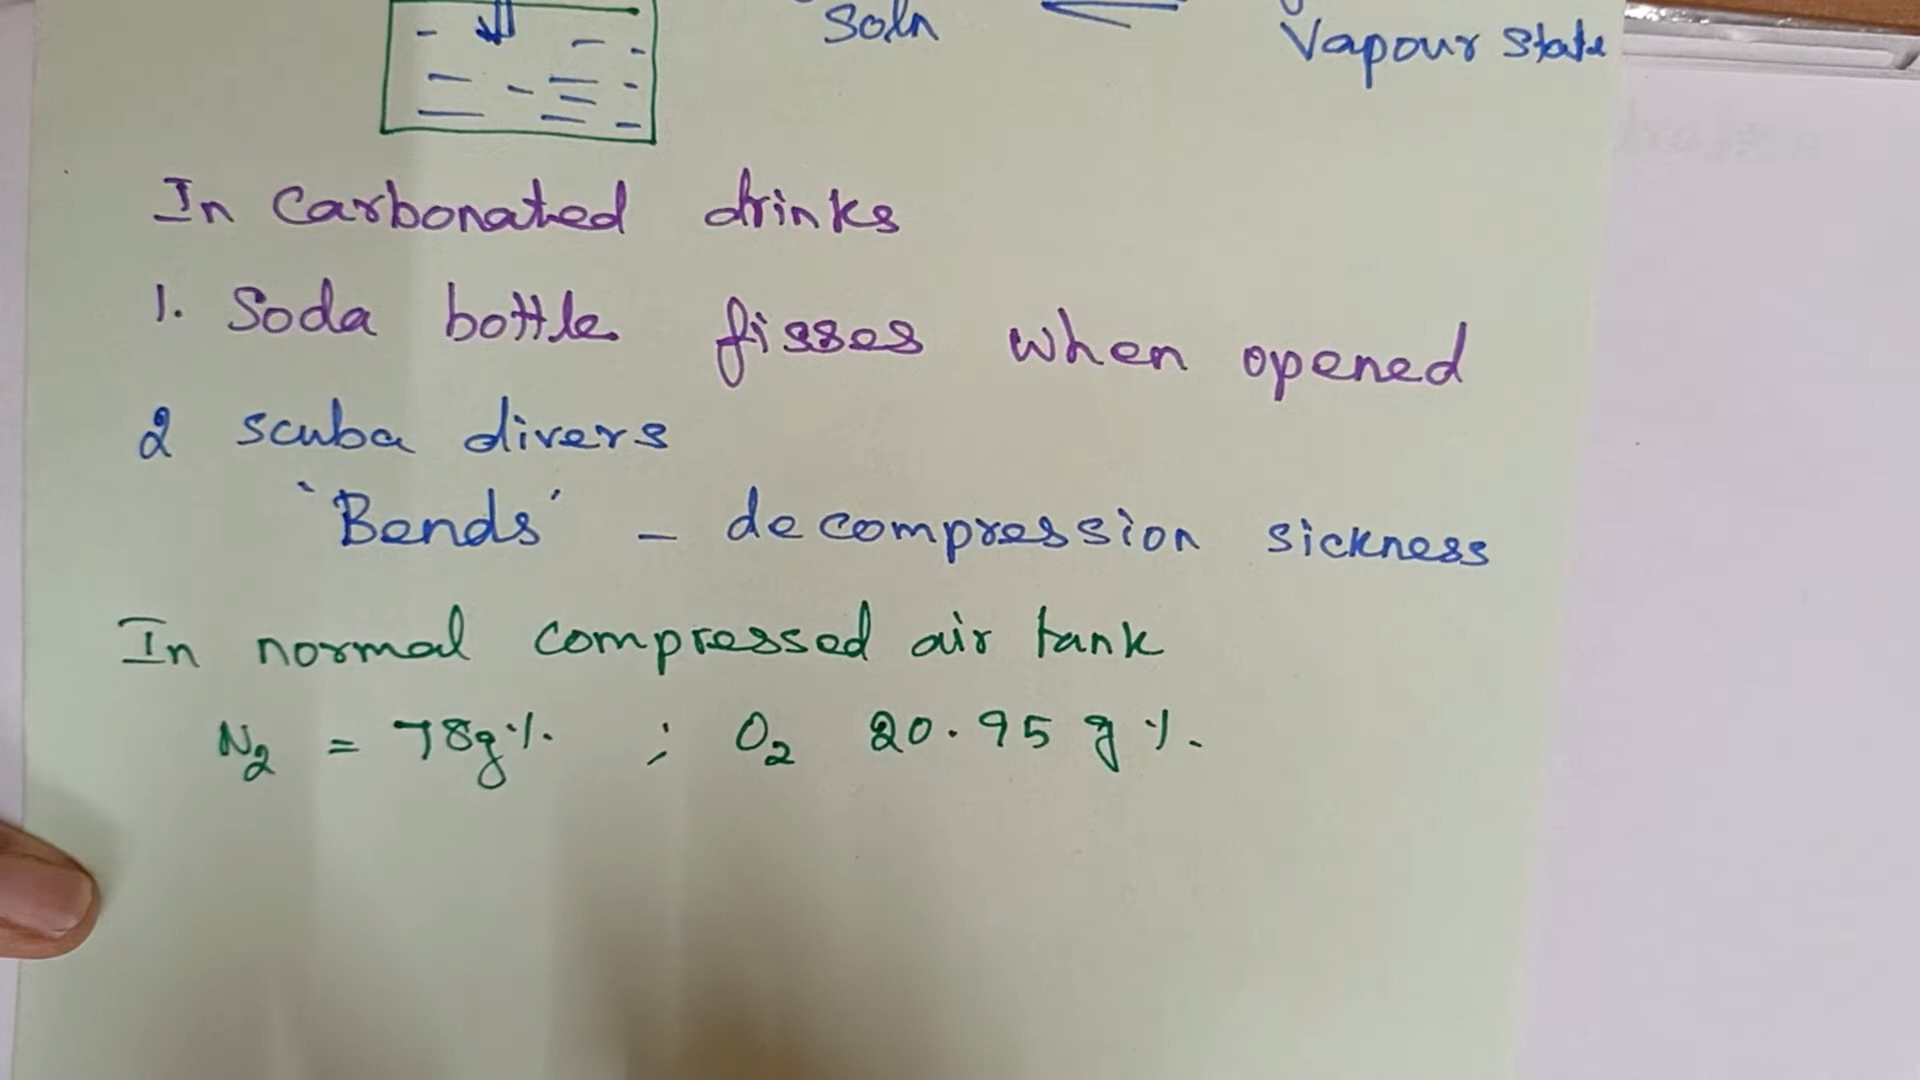 Soln
Vapour state
In carbonated drinks
1. Soda bottle fisses when opened
2 scuba divers
'Bends' - decompression sickness
In normal compressed air tank
N2 = 78g% ; O2 20.95 g %.